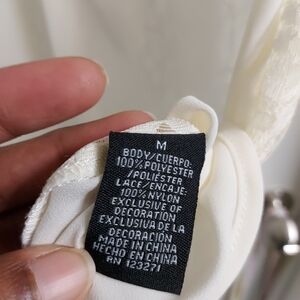 M
BODY/CUERPO:
100% POLYESTER
/POLIÉSTER
LACE/ENCAJE:
100% NYLON
EXCLUSIVE OF
DECORATION
EXCLUSIVA DE LA
DECORACIÓN
MADE IN CHINA
HECHO EN CHINA
RN 123271